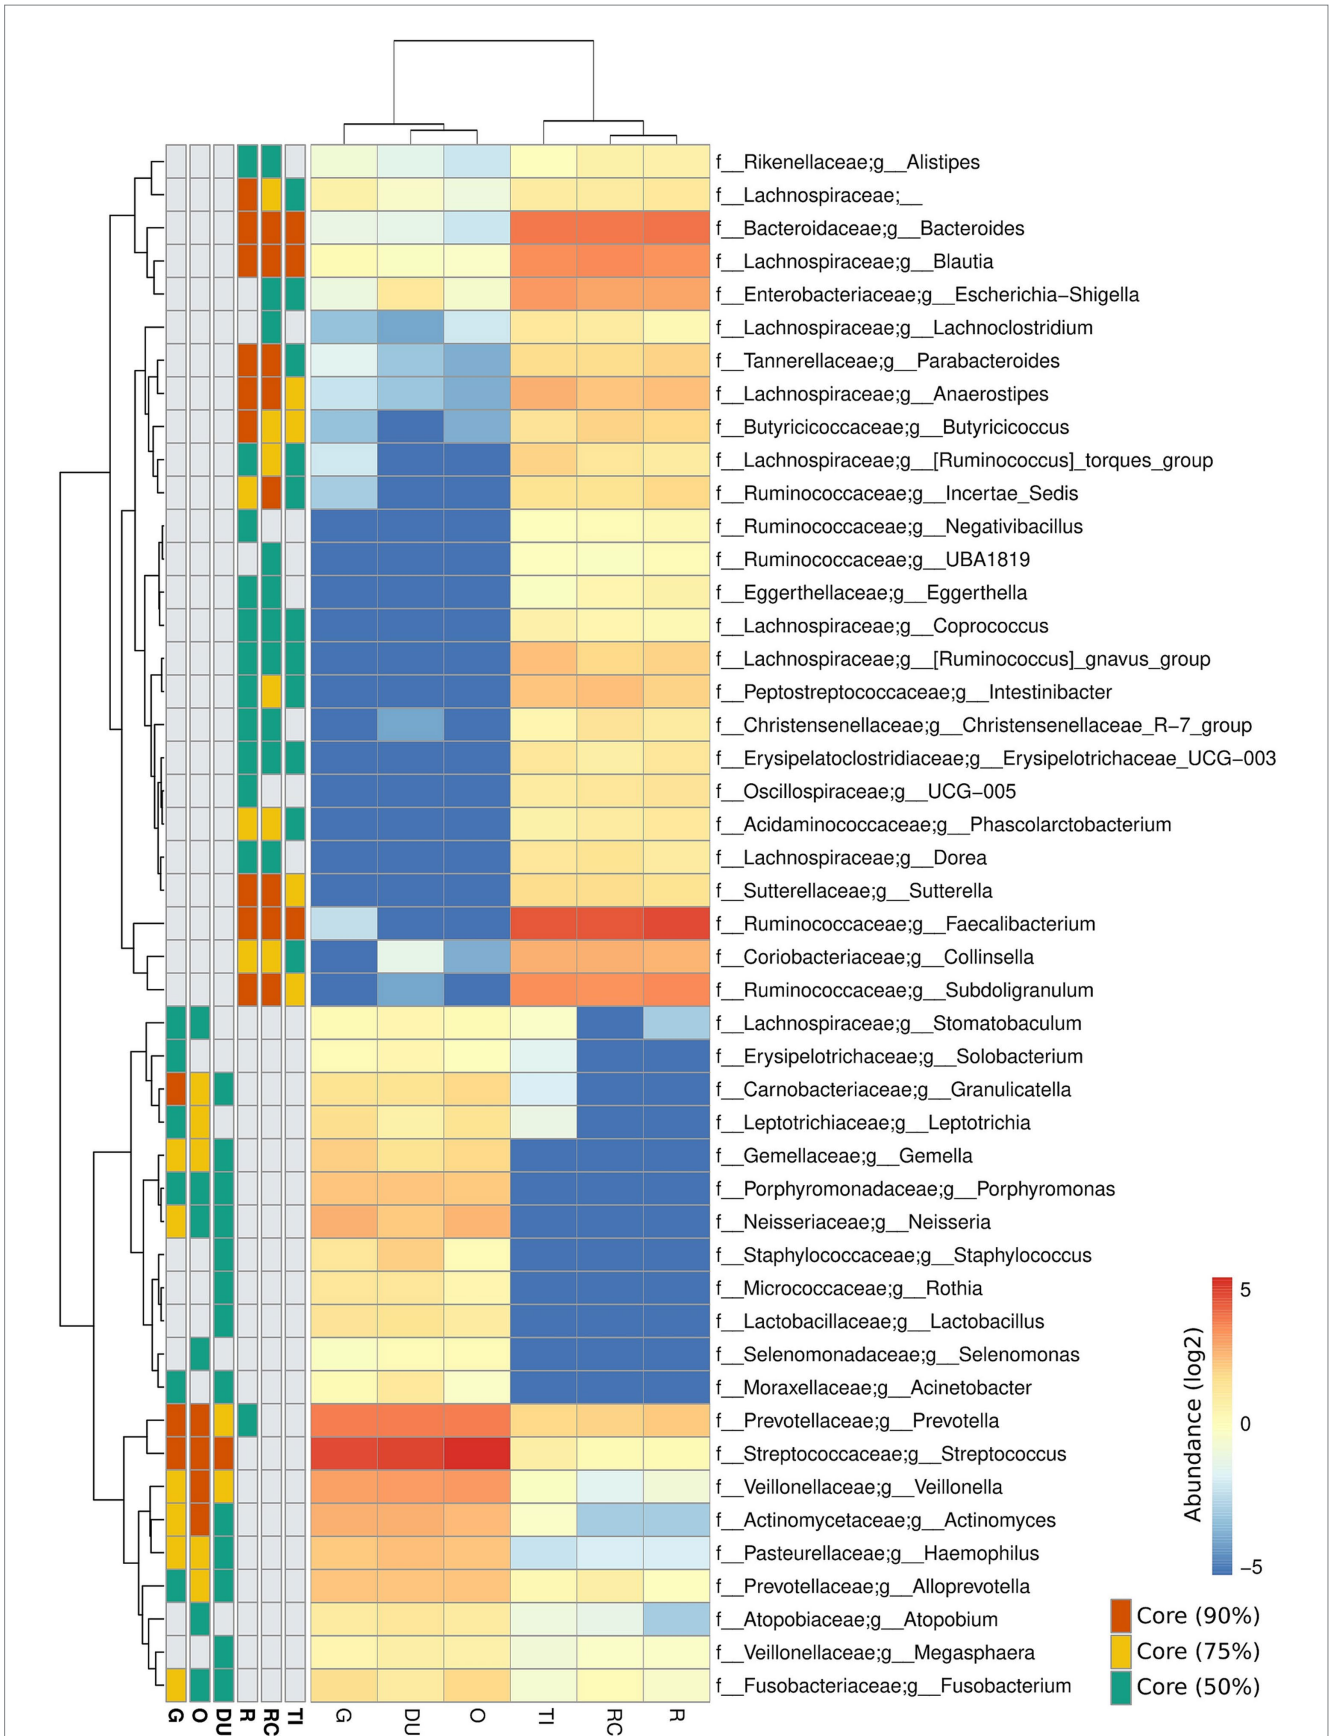 f__Rikenellaceae;g__Alistipes
f__Lachnospiraceae;__
f__Bacteroidaceae;g__Bacteroides
f__Lachnospiraceae;g__Blautia
f__Enterobacteriaceae;g__Escherichia−Shigella
f__Lachnospiraceae;g__Lachnoclostridium
f__Tannerellaceae;g__Parabacteroides
f__Lachnospiraceae;g__Anaerostipes
f__Butyricicoccaceae;g__Butyricicoccus
f__Lachnospiraceae;g__[Ruminococcus]_torques_group
f__Ruminococcaceae;g__Incertae_Sedis
f__Ruminococcaceae;g__Negativibacillus
f__Ruminococcaceae;g__UBA1819
f__Eggerthellaceae;g__Eggerthella
f__Lachnospiraceae;g__Coprococcus
f__Lachnospiraceae;g__[Ruminococcus]_gnavus_group
f__Peptostreptococcaceae;g__Intestinibacter
f__Christensenellaceae;g__Christensenellaceae_R−7_group
f__Erysipelatoclostridiaceae;g__Erysipelotrichaceae_UCG−003
f__Oscillospiraceae;g__UCG−005
f__Acidaminococcaceae;g__Phascolarctobacterium
f__Lachnospiraceae;g__Dorea
f__Sutterellaceae;g__Sutterella
f__Ruminococcaceae;g__Faecalibacterium
f__Coriobacteriaceae;g__Collinsella
f__Ruminococcaceae;g__Subdoligranulum
f__Lachnospiraceae;g__Stomatobaculum
f__Erysipelotrichaceae;g__Solobacterium
f__Carnobacteriaceae;g__Granulicatella
f__Leptotrichiaceae;g__Leptotrichia
f__Gemellaceae;g__Gemella
f__Porphyromonadaceae;g__Porphyromonas
f__Neisseriaceae;g__Neisseria
f__Staphylococcaceae;g__Staphylococcus
f__Micrococcaceae;g__Rothia
f__Lactobacillaceae;g__Lactobacillus
f__Selenomonadaceae;g__Selenomonas
f__Moraxellaceae;g__Acinetobacter
f__Prevotellaceae;g__Prevotella
f__Streptococcaceae;g__Streptococcus
f__Veillonellaceae;g__Veillonella
f__Actinomycetaceae;g__Actinomyces
f__Pasteurellaceae;g__Haemophilus
f__Prevotellaceae;g__Alloprevotella
f__Atopobiaceae;g__Atopobium
f__Veillonellaceae;g__Megasphaera
f__Fusobacteriaceae;g__Fusobacterium
G O DU R RC TI
G DU O TI RC R
Abundance (log2)
5
0
−5
Core (90%)
Core (75%)
Core (50%)